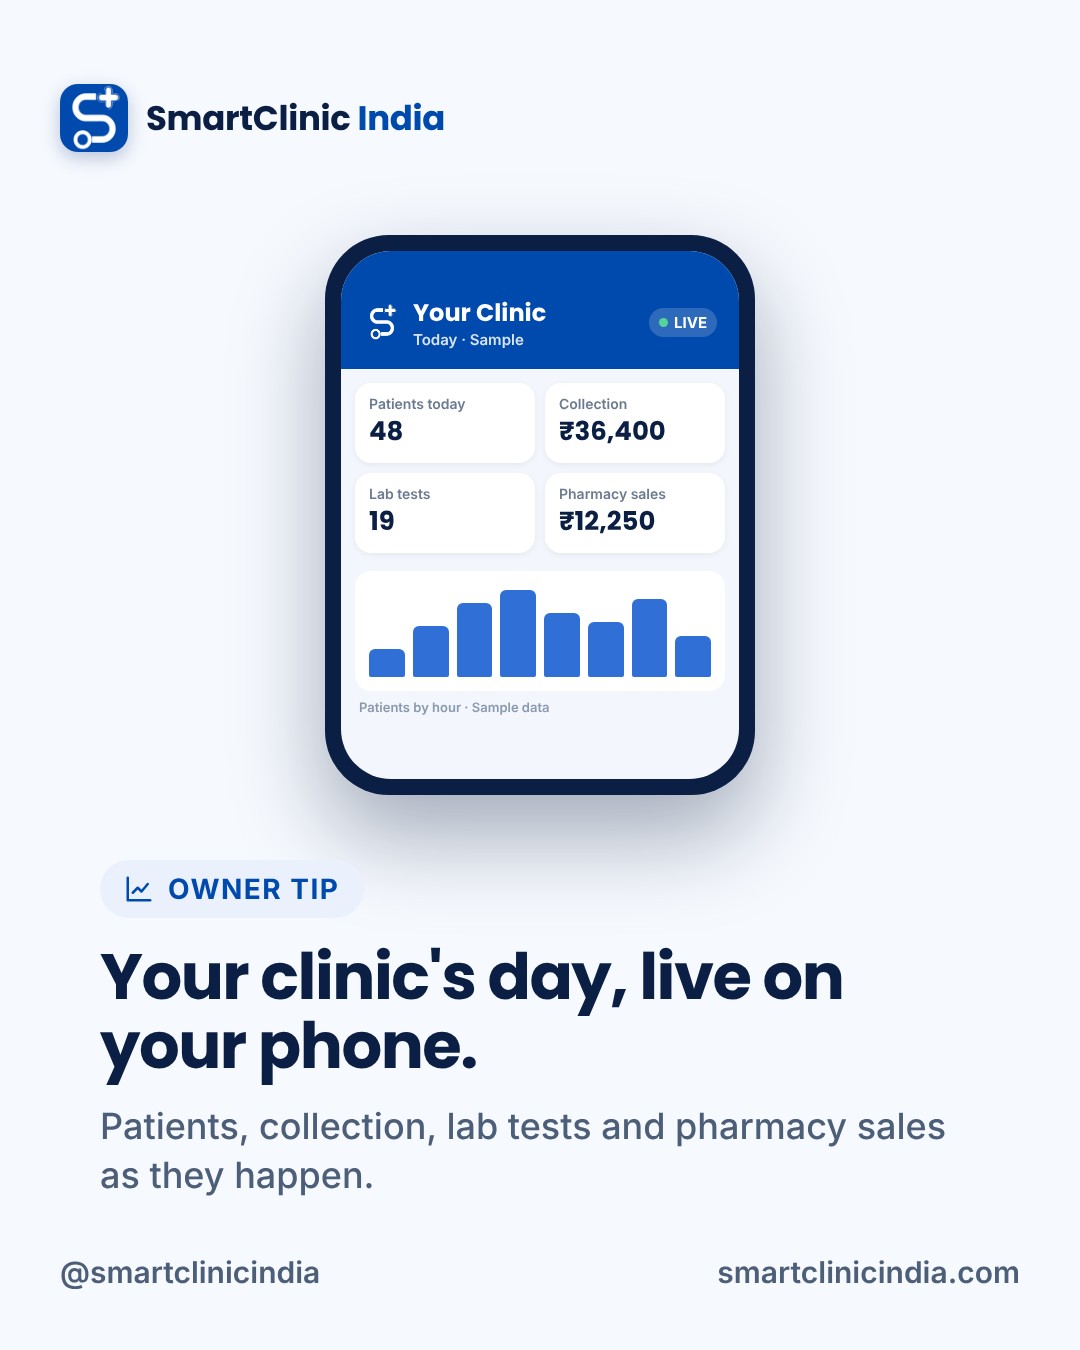 SmartClinic India
Your Clinic
Today · Sample
LIVE
Patients today
48
Collection
₹36,400
Lab tests
19
Pharmacy sales
₹12,250
Patients by hour · Sample data
OWNER TIP
Your clinic's day, live on
your phone.
Patients, collection, lab tests and pharmacy sales
as they happen.
@smartclinicindia
smartclinicindia.com